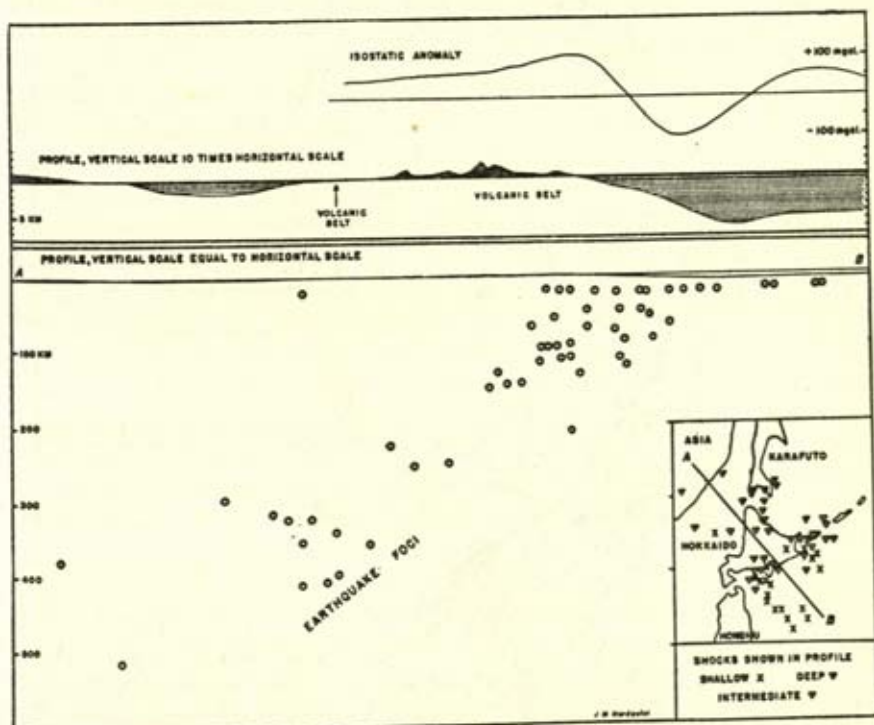 ISOSTATIC ANOMALY
+100 mgal.
-100 mgal.
PROFILE, VERTICAL SCALE 10 TIMES HORIZONTAL SCALE
VOLCANIC BELT
VOLCANIC
BELT
5 KM
PROFILE, VERTICAL SCALE EQUAL TO HORIZONTAL SCALE
A
B
100 KM
200
300
400
500
EARTHQUAKE FOCI
ASIA
KARAFUTO
A
HOKKAIDO
B
HONSHU
SHOCKS SHOWN IN PROFILE
SHALLOW X DEEP ▼
INTERMEDIATE ▼